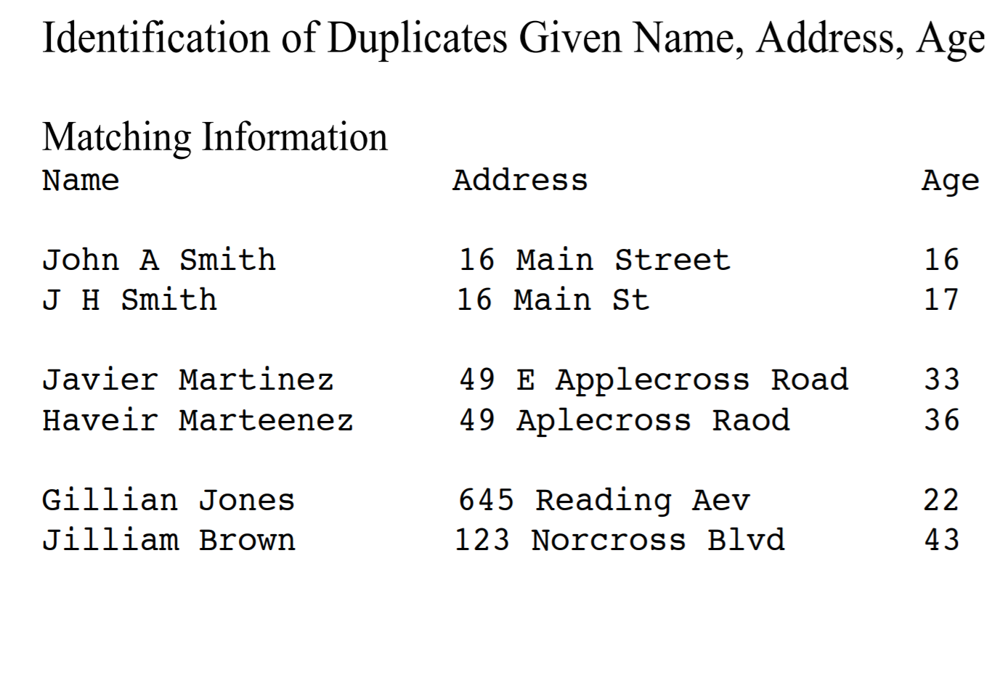 Identification of Duplicates Given Name, Address, Age
Matching Information
Name Address Age
John A Smith 16 Main Street 16
J H Smith 16 Main St 17
Javier Martinez 49 E Applecross Road 33
Haveir Marteenez 49 Aplecross Raod 36
Gillian Jones 645 Reading Aev 22
Jilliam Brown 123 Norcross Blvd 43